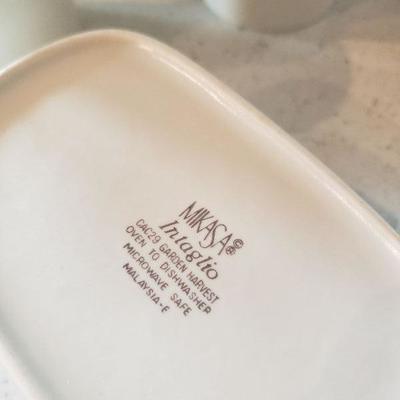 MIKASA©®
Intaglio
CAC29 GARDEN HARVEST
OVEN TO DISHWASHER
MICROWAVE SAFE
MALAYSIA-F